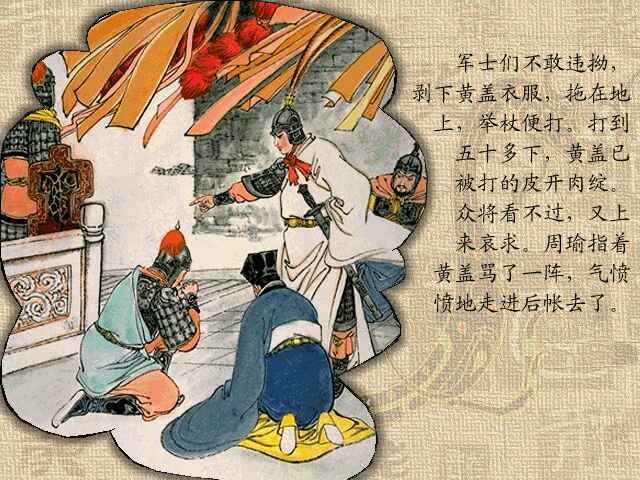 军士们不敢违拗，
剥下黄盖衣服，拖在地
上，举杖便打。打到
五十多下，黄盖已
被打的皮开肉绽。
众将看不过，又上
来哀求。周瑜指着
黄盖骂了一阵，气愤
愤地走进后帐去了。